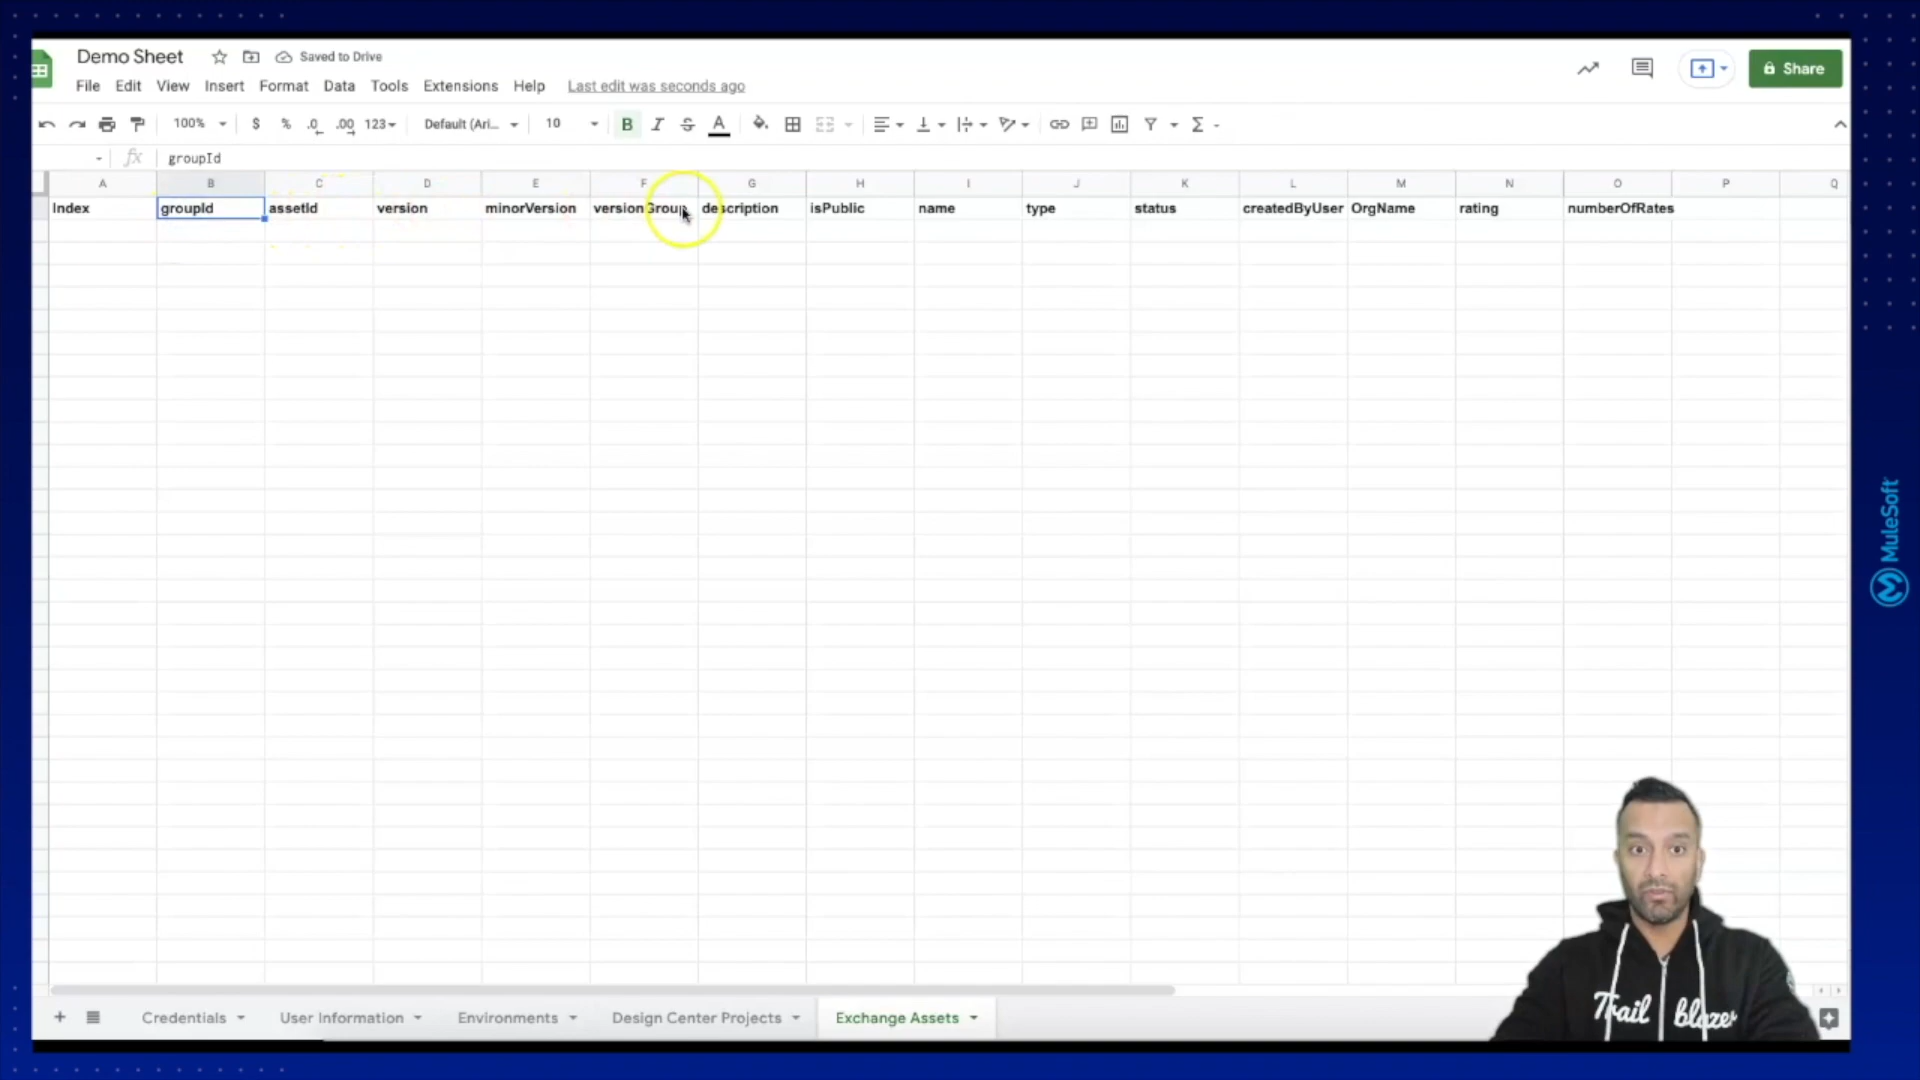 Demo Sheet Saved to Drive
File Edit View Insert Format Data Tools Extensions Help Last edit was seconds ago
Share
100% $ % .0 .00 123 Default (Ari... 10 B I S A Σ
fx groupId
A B C D E F G H I J K L M N O P Q
Index groupId assetId version minorVersion versionGroup description isPublic name type status createdByUser OrgName rating numberOfRates
MuleSoft
Trailblazer
+ Credentials User Information Environments Design Center Projects Exchange Assets